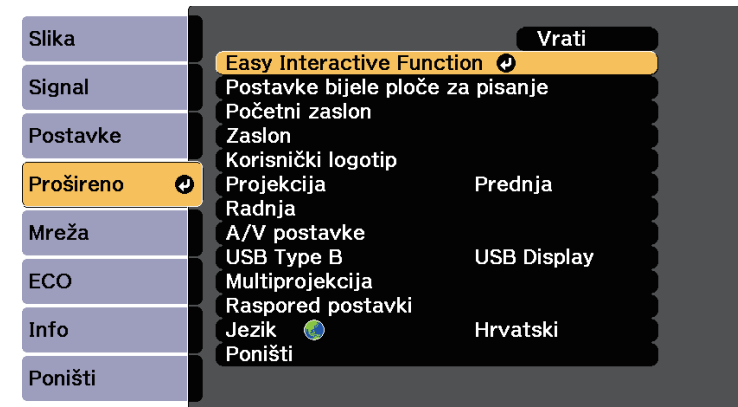 Slika
Signal
Postavke
Prošireno
Mreža
ECO
Info
Poništi
Vrati
Easy Interactive Function
Postavke bijele ploče za pisanje
Početni zaslon
Zaslon
Korisnički logotip
Projekcija Prednja
Radnja
A/V postavke
USB Type B USB Display
Multiprojekcija
Raspored postavki
Jezik Hrvatski
Poništi